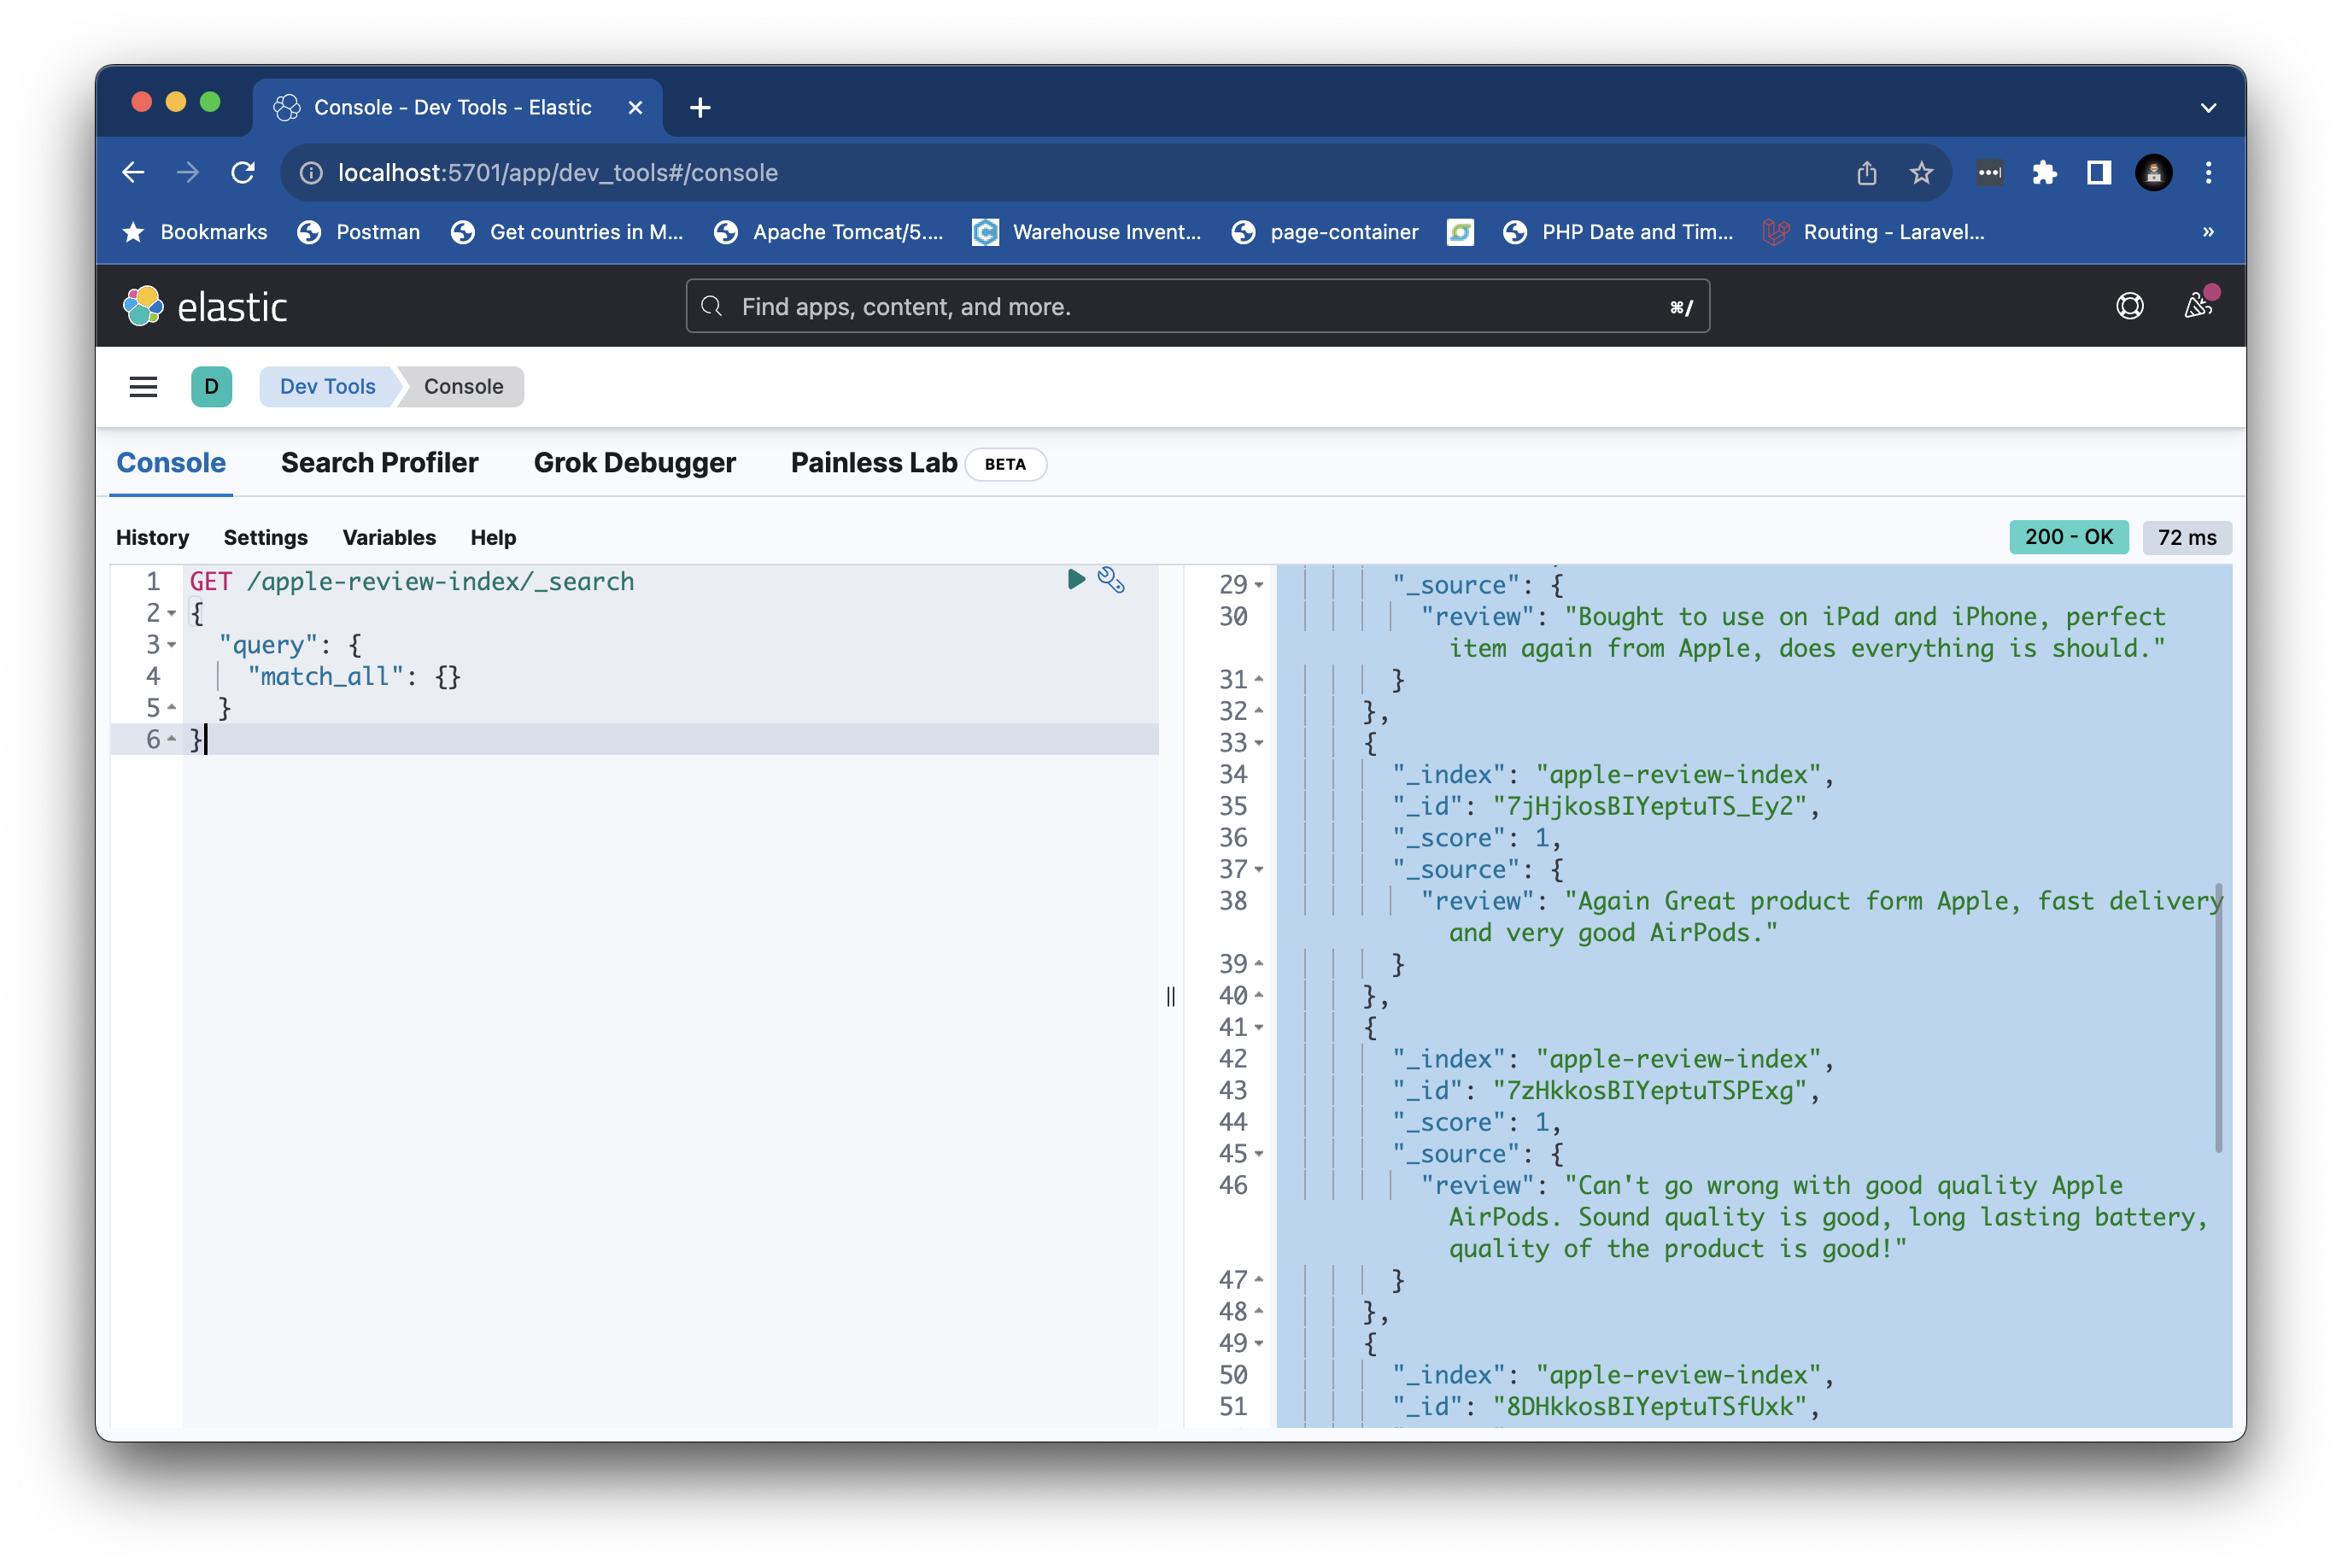 Console - Dev Tools - Elastic
localhost:5701/app/dev_tools#/console
Bookmarks Postman Get countries in M... Apache Tomcat/5.... Warehouse Invent... page-container PHP Date and Tim... Routing - Laravel... »
elastic Find apps, content, and more. ⌘/
D Dev Tools Console
Console Search Profiler Grok Debugger Painless Lab BETA
History Settings Variables Help 200 - OK 72 ms
1 GET /apple-review-index/_search
2 {
3 "query": {
4 "match_all": {}
5 }
6 }
29 "_source": {
30 "review": "Bought to use on iPad and iPhone, perfect
item again from Apple, does everything is should."
31 }
32 },
33 {
34 "_index": "apple-review-index",
35 "_id": "7jHjkosBIYeptuTS_Ey2",
36 "_score": 1,
37 "_source": {
38 "review": "Again Great product form Apple, fast delivery
and very good AirPods."
39 }
40 },
41 {
42 "_index": "apple-review-index",
43 "_id": "7zHkkosBIYeptuTSPExg",
44 "_score": 1,
45 "_source": {
46 "review": "Can't go wrong with good quality Apple
AirPods. Sound quality is good, long lasting battery,
quality of the product is good!"
47 }
48 },
49 {
50 "_index": "apple-review-index",
51 "_id": "8DHkkosBIYeptuTSfUxk",